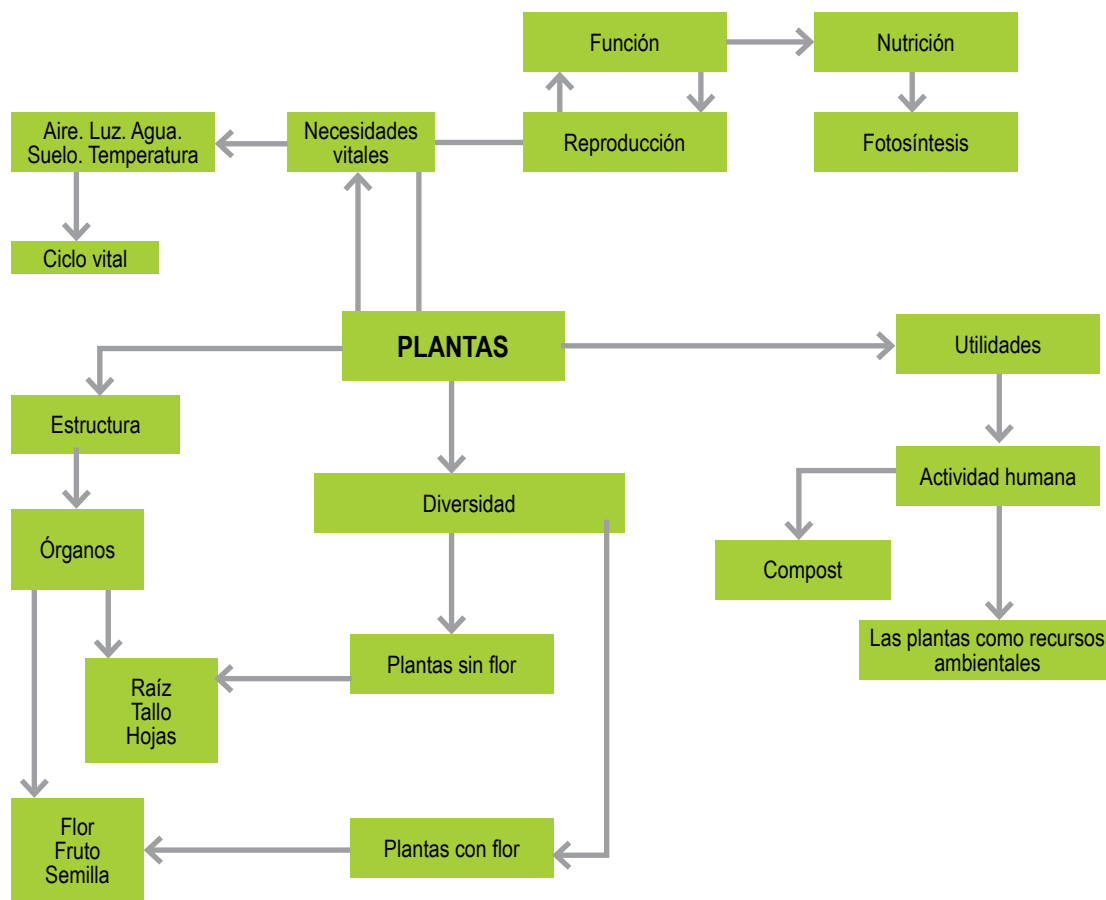 Función
Nutrición
Aire. Luz. Agua.
Suelo. Temperatura
Necesidades
vitales
Reproducción
Fotosíntesis
Ciclo vital
PLANTAS
Utilidades
Estructura
Actividad humana
Diversidad
Órganos
Compost
Las plantas como recursos
ambientales
Plantas sin flor
Raíz
Tallo
Hojas
Flor
Fruto
Semilla
Plantas con flor